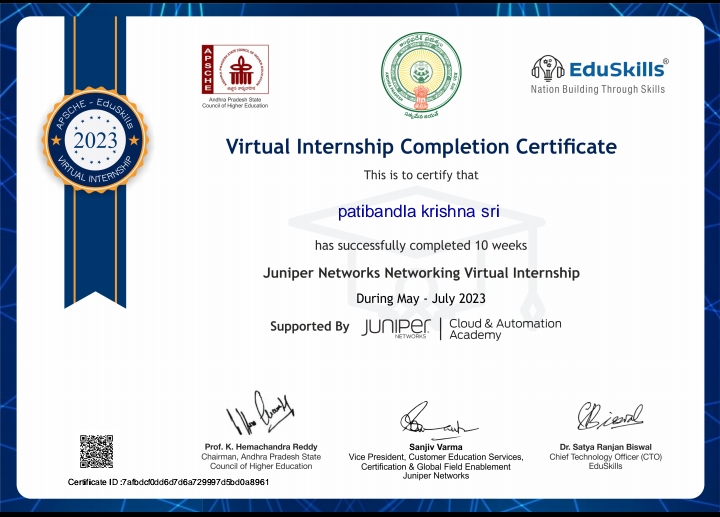 APSCHE
Andhra Pradesh State
Council of Higher Education
EduSkills®
Nation Building Through Skills
APSCHE - EduSkills
2023
VIRTUAL INTERNSHIP
Virtual Internship Completion Certificate
This is to certify that
patibandla krishna sri
has successfully completed 10 weeks
Juniper Networks Networking Virtual Internship
During May - July 2023
Supported By JUNIPER NETWORKS | Cloud & Automation
Academy
Prof. K. Hemachandra Reddy
Chairman, Andhra Pradesh State
Council of Higher Education
Sanjiv Varma
Vice President, Customer Education Services,
Certification & Global Field Enablement
Juniper Networks
Dr. Satya Ranjan Biswal
Chief Technology Officer (CTO)
EduSkills
Certificate ID :7afbdcf0dd6d7d6a729997d5bd0a8961